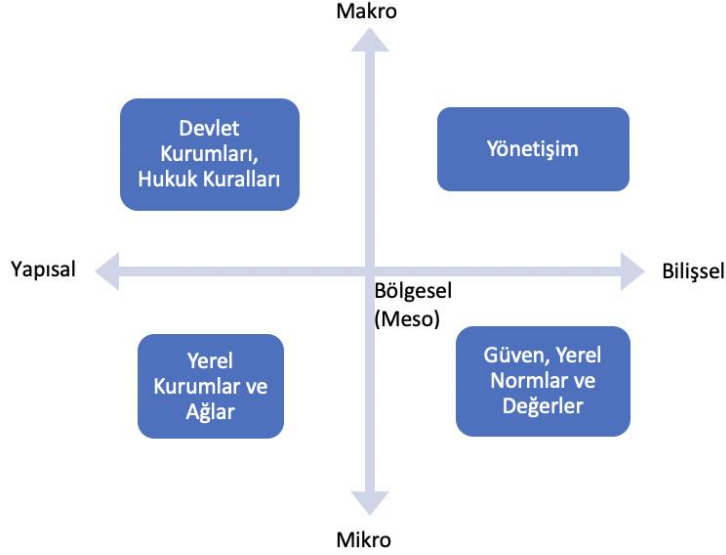 Makro
Devlet
Kurumları,
Hukuk Kuralları
Yönetişim
Yapısal
Bilişsel
Bölgesel
(Meso)
Yerel
Kurumlar ve
Ağlar
Güven, Yerel
Normlar ve
Değerler
Mikro